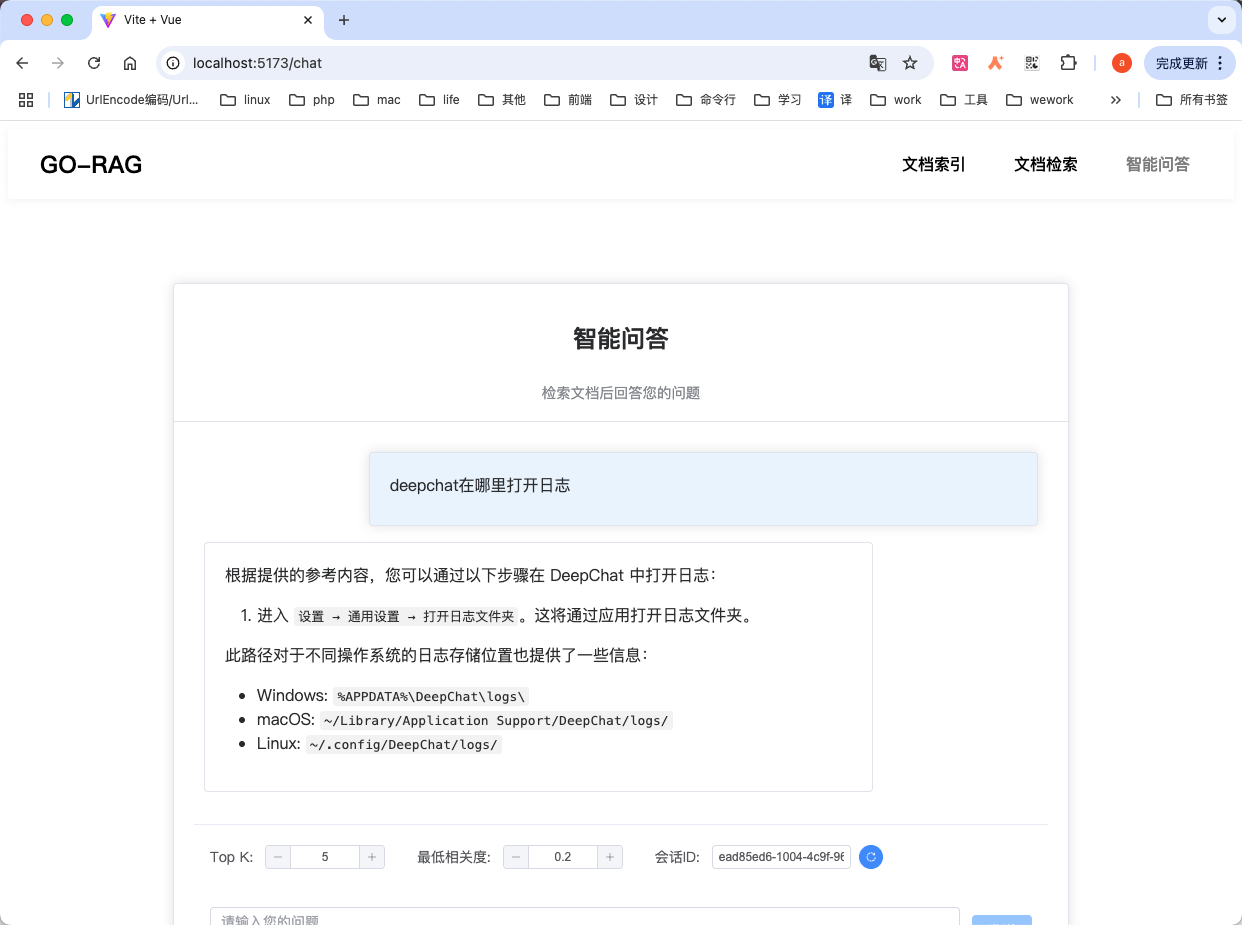 Vite + Vue
localhost:5173/chat
a
完成更新
UrlEncode编码/Url...
linux
php
mac
life
其他
前端
设计
命令行
学习
译
译
work
工具
wework
所有书签
GO-RAG
文档索引
文档检索
智能问答
智能问答
检索文档后回答您的问题
deepchat在哪里打开日志
根据提供的参考内容，您可以通过以下步骤在 DeepChat 中打开日志：
1. 进入 设置 → 通用设置 → 打开日志文件夹 。这将通过应用打开日志文件夹。
此路径对于不同操作系统的日志存储位置也提供了一些信息：
• Windows: %APPDATA%\DeepChat\logs\
• macOS: ~/Library/Application Support/DeepChat/logs/
• Linux: ~/.config/DeepChat/logs/
Top K: − 5 +
最低相关度: − 0.2 +
会话ID: ead85ed6-1004-4c9f-96
请输入您的问题